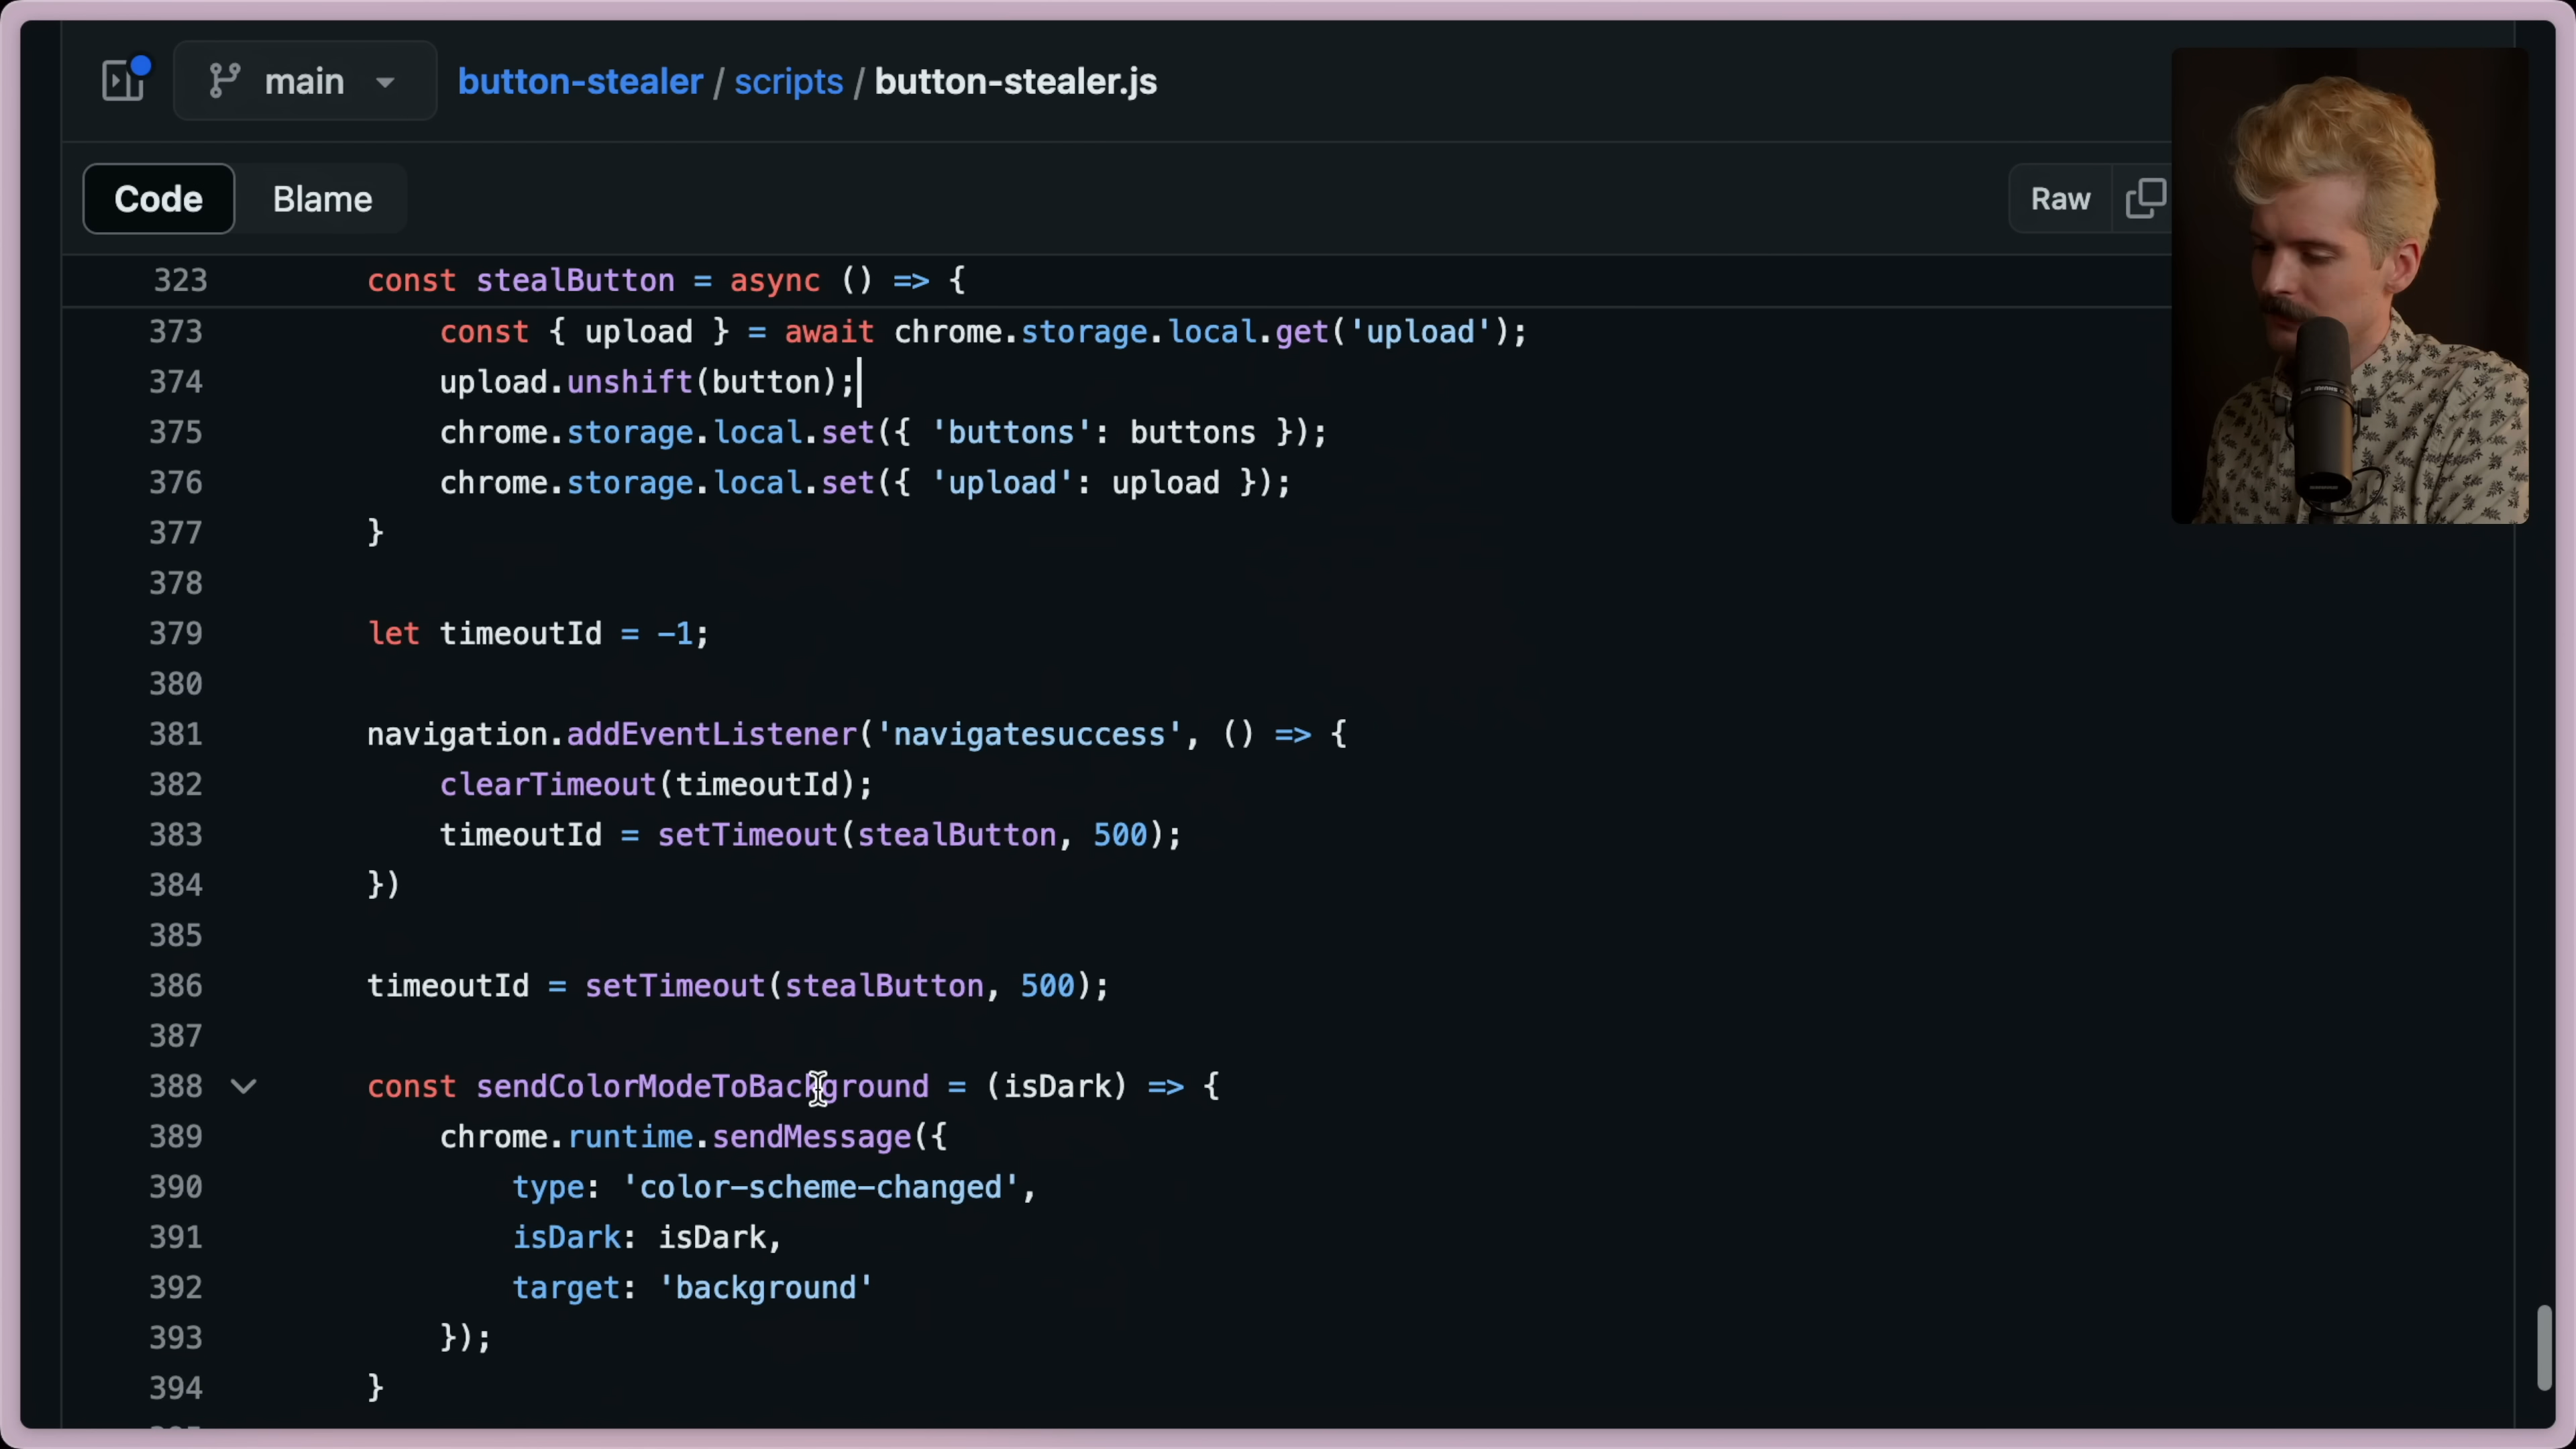 main
button-stealer / scripts / button-stealer.js
Code
Blame
Raw
323 const stealButton = async () => {
373 const { upload } = await chrome.storage.local.get('upload');
374 upload.unshift(button);
375 chrome.storage.local.set({ 'buttons': buttons });
376 chrome.storage.local.set({ 'upload': upload });
377 }
378
379 let timeoutId = -1;
380
381 navigation.addEventListener('navigatesuccess', () => {
382 clearTimeout(timeoutId);
383 timeoutId = setTimeout(stealButton, 500);
384 })
385
386 timeoutId = setTimeout(stealButton, 500);
387
388 const sendColorModeToBackground = (isDark) => {
389 chrome.runtime.sendMessage({
390 type: 'color-scheme-changed',
391 isDark: isDark,
392 target: 'background'
393 });
394 }